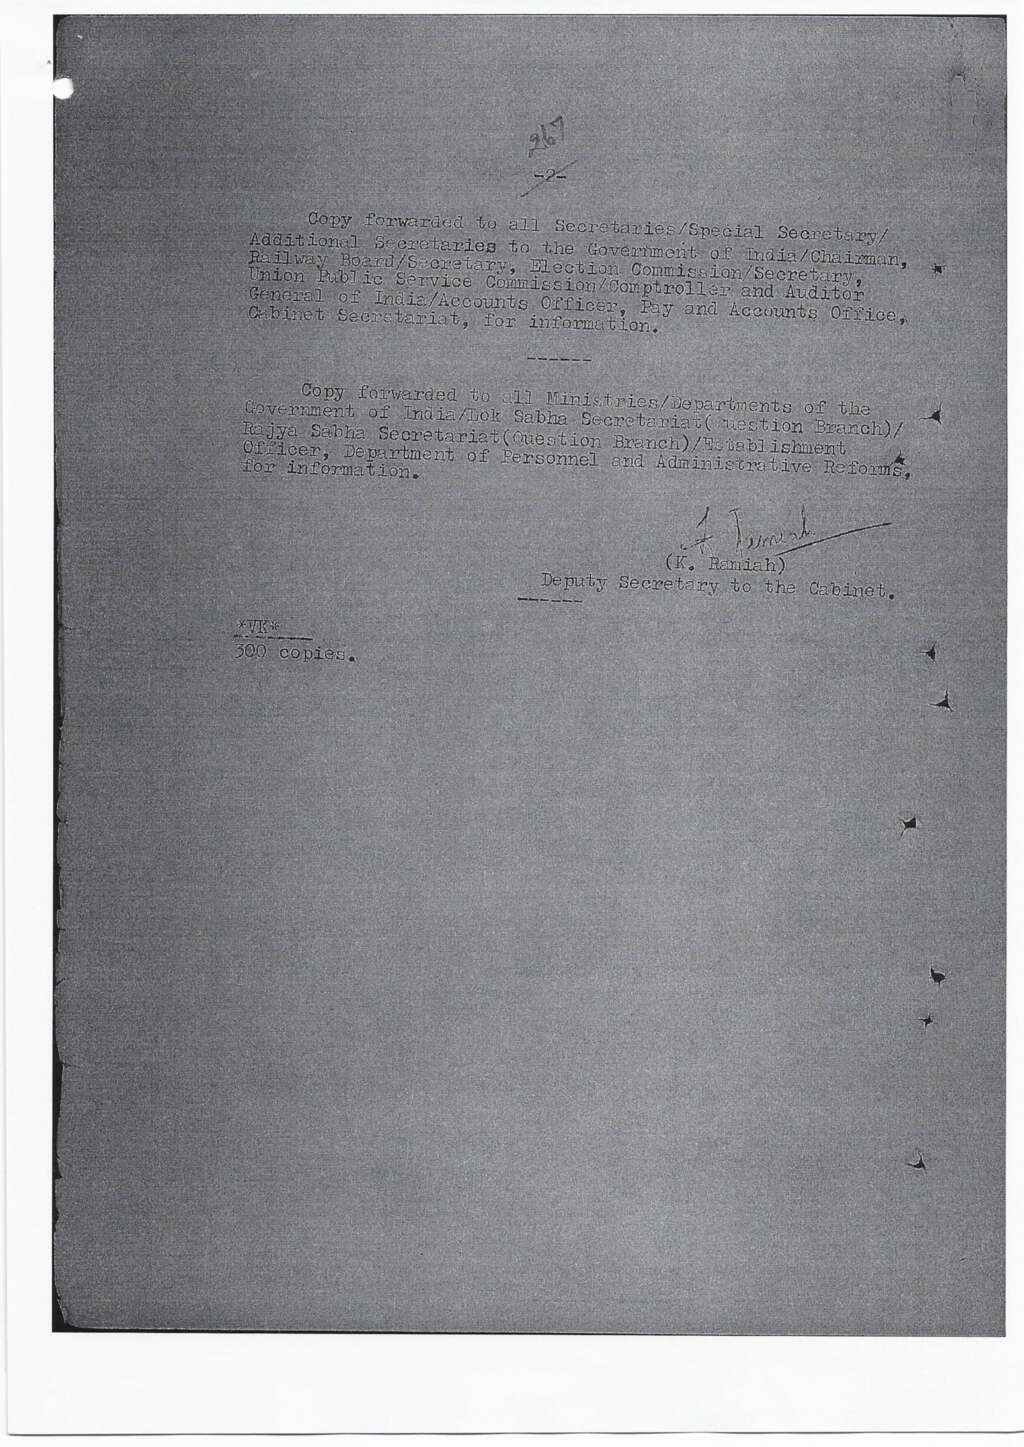 267
-2-
Copy forwarded to all Secretaries/Special Secretary/
Additional Secretaries to the Government of India/Chairman,
Railway Board/Secretary, Election Commission/Secretary,
Union Public Service Commission/Comptroller and Auditor
General of India/Accounts Officer, Pay and Accounts Office,
Cabinet Secretariat, for information.
------
Copy forwarded to all Ministries/Departments of the
Government of India/Lok Sabha Secretariat(Question Branch)/
Rajya Sabha Secretariat(Question Branch)/Establishment
Officer, Department of Personnel and Administrative Reforms,
for information.
(K. Ramiah)
Deputy Secretary to the Cabinet.
------
*VK*
300 copies.